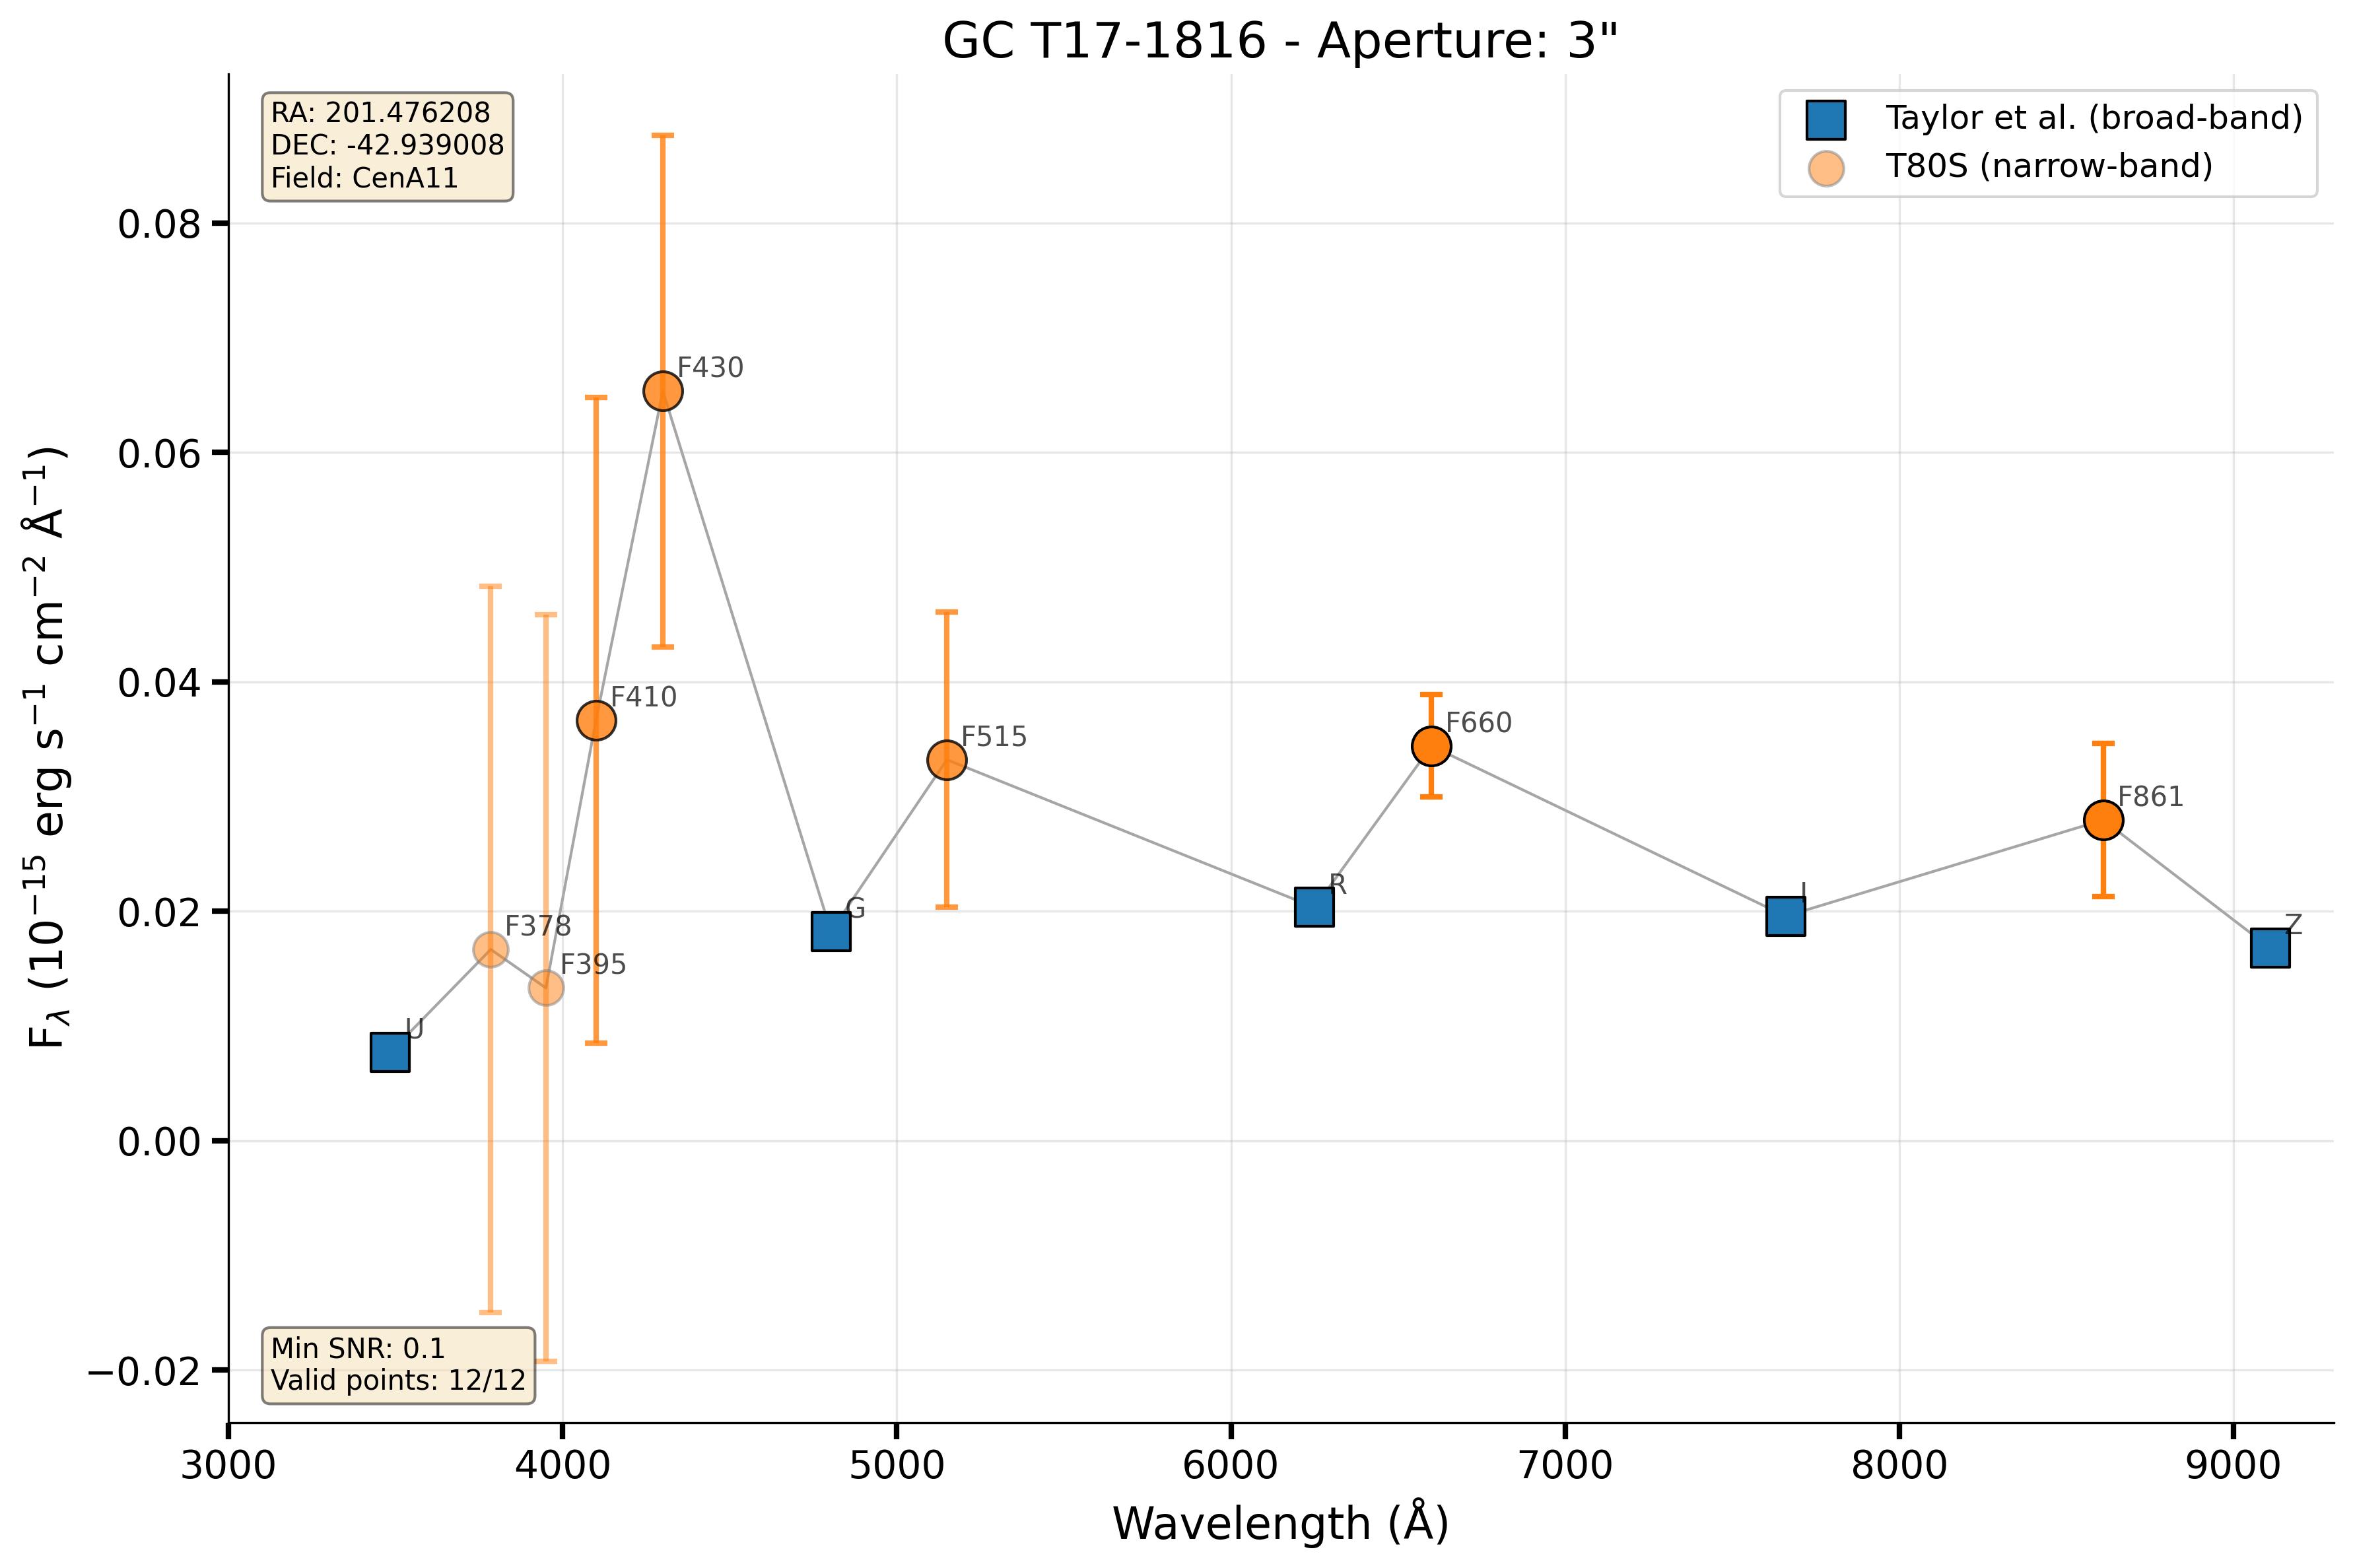 GC T17-1816 - Aperture: 3"
RA: 201.476208
DEC: -42.939008
Field: CenA11
Taylor et al. (broad-band)
T80S (narrow-band)
F$_{\lambda}$ (10$^{-15}$ erg s$^{-1}$ cm$^{-2}$ Å$^{-1}$)
0.08
0.06
0.04
0.02
0.00
−0.02
U
F378
F395
F410
F430
G
F515
R
F660
I
F861
Z
Min SNR: 0.1
Valid points: 12/12
3000 4000 5000 6000 7000 8000 9000
Wavelength (Å)